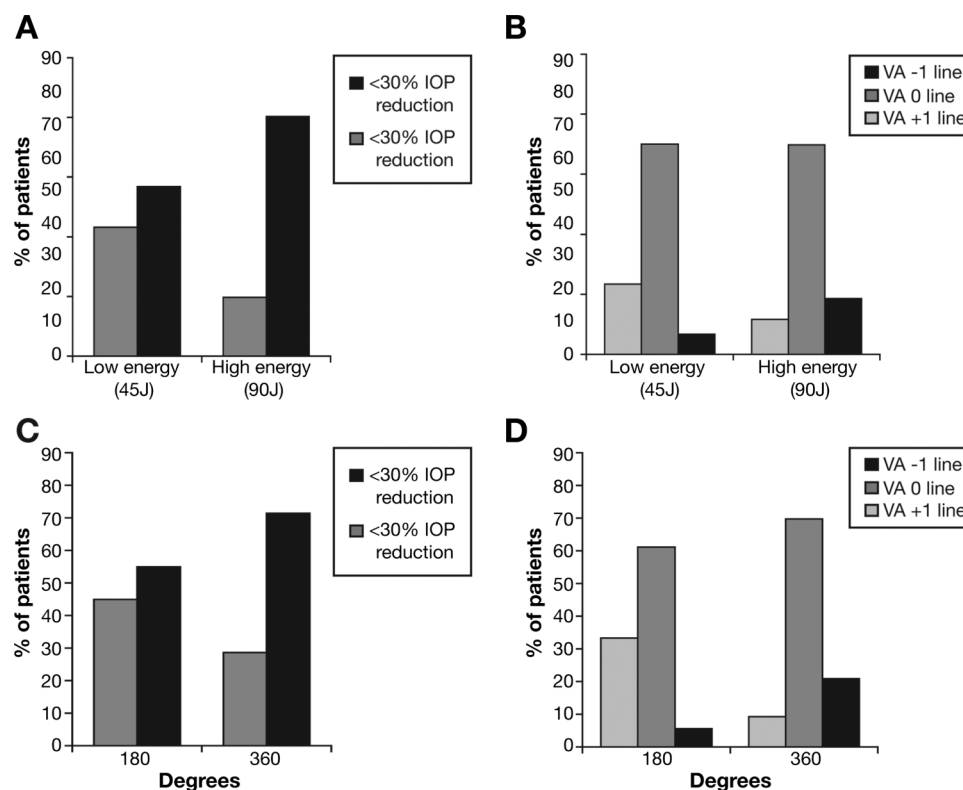 A
90
80
70
60
50
40
30
20
10
0
% of patients
<30% IOP
reduction
<30% IOP
reduction
Low energy
(45J)
High energy
(90J)
B
90
80
70
60
50
40
30
20
10
0
% of patients
VA -1 line
VA 0 line
VA +1 line
Low energy
(45J)
High energy
(90J)
C
90
80
70
60
50
40
30
20
10
0
% of patients
<30% IOP
reduction
<30% IOP
reduction
180
360
Degrees
D
90
80
70
60
50
40
30
20
10
0
% of patients
VA -1 line
VA 0 line
VA +1 line
180
360
Degrees